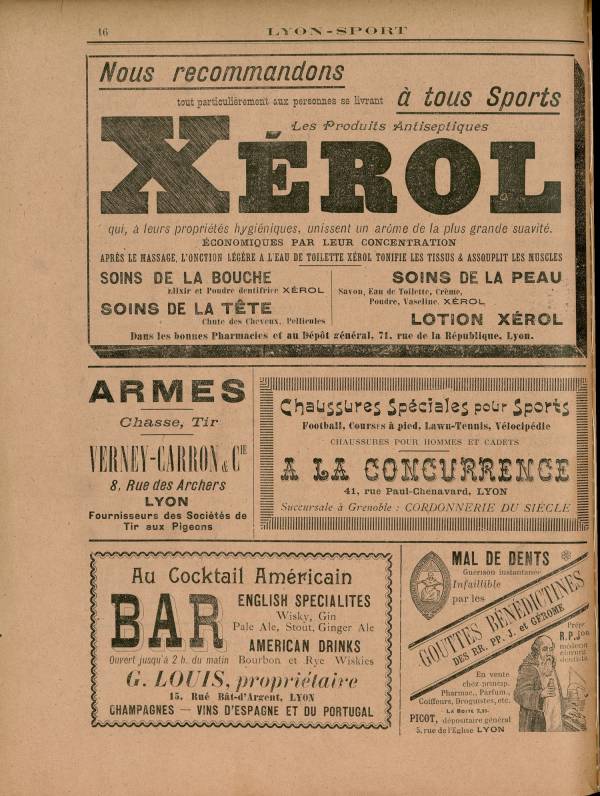 16
LYON-SPORT
Nous recommandons
tout particulièrement aux personnes se livrant à tous Sports
Les Produits Antiseptiques
XÉROL
qui, à leurs propriétés hygiéniques, unissent un arôme de la plus grande suavité.
ÉCONOMIQUES PAR LEUR CONCENTRATION
APRÈS LE MASSAGE, L'ONCTION LÉGÈRE A L'EAU DE TOILETTE XÉROL TONIFIE LES TISSUS & ASSOUPLIT LES MUSCLES
SOINS DE LA BOUCHE
Elixir et Poudre dentifrice XÉROL
SOINS DE LA TÊTE
Chute des Cheveux, Pellicules
SOINS DE LA PEAU
Savon, Eau de Toilette, Crème,
Poudre, Vaseline, XÉROL
LOTION XÉROL
Dans les bonnes Pharmacies et au Dépôt général, 71, rue de la République, Lyon.
ARMES
Chasse, Tir
VERNEY-CARRON & CIE
8, Rue des Archers
LYON
Fournisseurs des Sociétés de
Tir aux Pigeons
Chaussures Spéciales pour Sports
Football, Courses à pied, Lawn-Tennis, Vélocipédie
CHAUSSURES POUR HOMMES ET CADETS
A LA CONCURRENCE
41, rue Paul-Chenavard, LYON
Succursale à Grenoble : CORDONNERIE DU SIÈCLE
Au Cocktail Américain
BAR
Ouvert jusqu'à 2 h. du matin
ENGLISH SPECIALITES
Wisky, Gin
Pale Ale, Stout, Ginger Ale
AMERICAN DRINKS
Bourbon et Rye Wiskies
G. LOUIS, propriétaire
15, Rue Bât-d'Argent, LYON
CHAMPAGNES — VINS D'ESPAGNE ET DU PORTUGAL
MAL DE DENTS
Guérison instantanée
Infaillible
par les
GOUTTES BÉNÉDICTINES
DES RR. PP. J. et GÉROME
En vente
chez princip.
Pharmac., Parfum.,
Coiffeurs, Droguistes, etc.
LA BOITE
PICOT, dépositaire général
5, rue de l'Eglise LYON